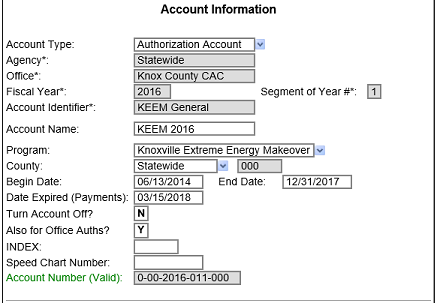 Account Information
Account Type: Authorization Account
Agency*: Statewide
Office*: Knox County CAC
Fiscal Year*: 2016 Segment of Year #*: 1
Account Identifier*: KEEM General
Account Name: KEEM 2016
Program: Knoxville Extreme Energy Makeover
County: Statewide 000
Begin Date: 06/13/2014 End Date: 12/31/2017
Date Expired (Payments): 03/15/2018
Turn Account Off? N
Also for Office Auths? Y
INDEX:
Speed Chart Number:
Account Number (Valid): 0-00-2016-011-000